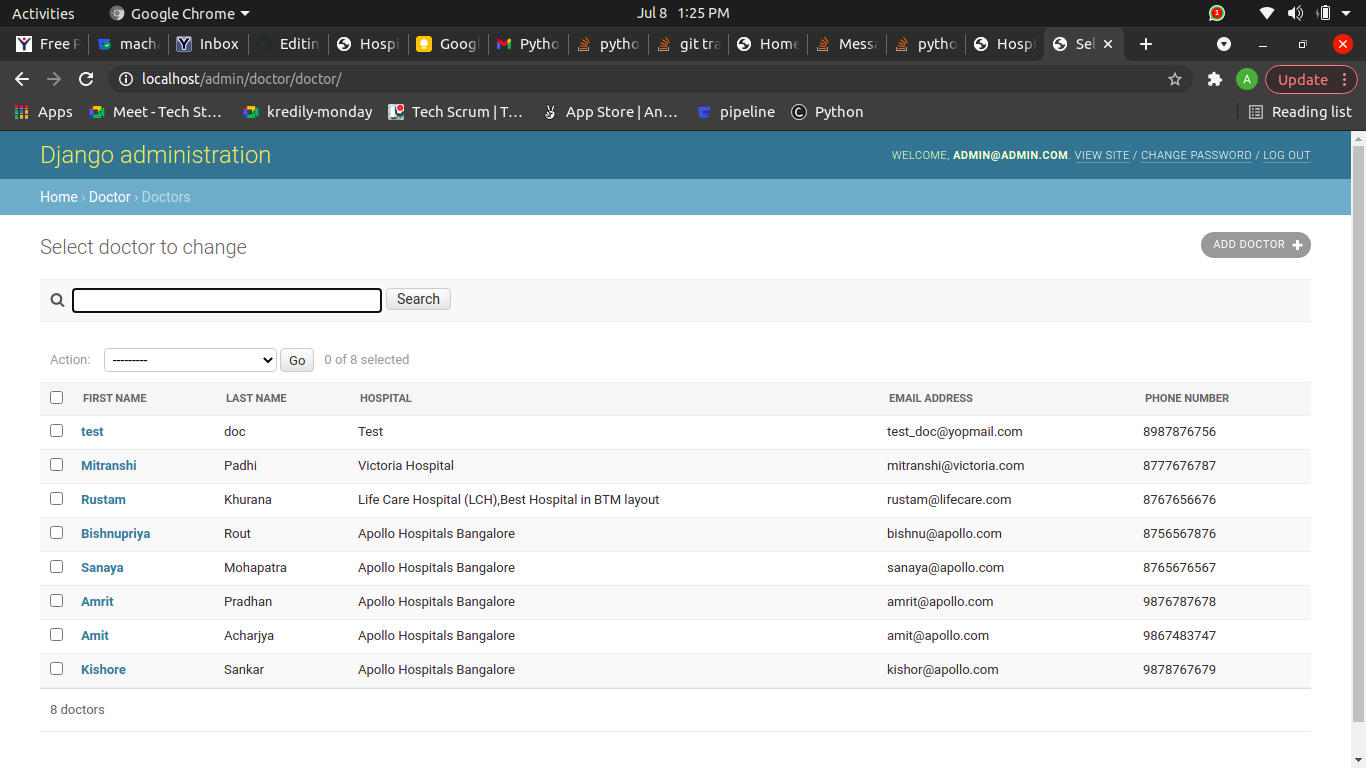 Activities Google Chrome Jul 8 1:25 PM 1
Free mach Inbox Editin Hospi Goog Pytho pytho git tra Home Messa pytho Hospi Sel
localhost/admin/doctor/doctor/ A Update
Apps Meet - Tech St... kredily-monday Tech Scrum | T... App Store | An... pipeline Python Reading list
Django administration WELCOME, ADMIN@ADMIN.COM. VIEW SITE / CHANGE PASSWORD / LOG OUT
Home › Doctor › Doctors
Select doctor to change ADD DOCTOR +
Search
Action: --------- Go 0 of 8 selected
FIRST NAME LAST NAME HOSPITAL EMAIL ADDRESS PHONE NUMBER
test doc Test test_doc@yopmail.com 8987876756
Mitranshi Padhi Victoria Hospital mitranshi@victoria.com 8777676787
Rustam Khurana Life Care Hospital (LCH),Best Hospital in BTM layout rustam@lifecare.com 8767656676
Bishnupriya Rout Apollo Hospitals Bangalore bishnu@apollo.com 8756567876
Sanaya Mohapatra Apollo Hospitals Bangalore sanaya@apollo.com 8765676567
Amrit Pradhan Apollo Hospitals Bangalore amrit@apollo.com 9876787678
Amit Acharjya Apollo Hospitals Bangalore amit@apollo.com 9867483747
Kishore Sankar Apollo Hospitals Bangalore kishor@apollo.com 9878767679
8 doctors